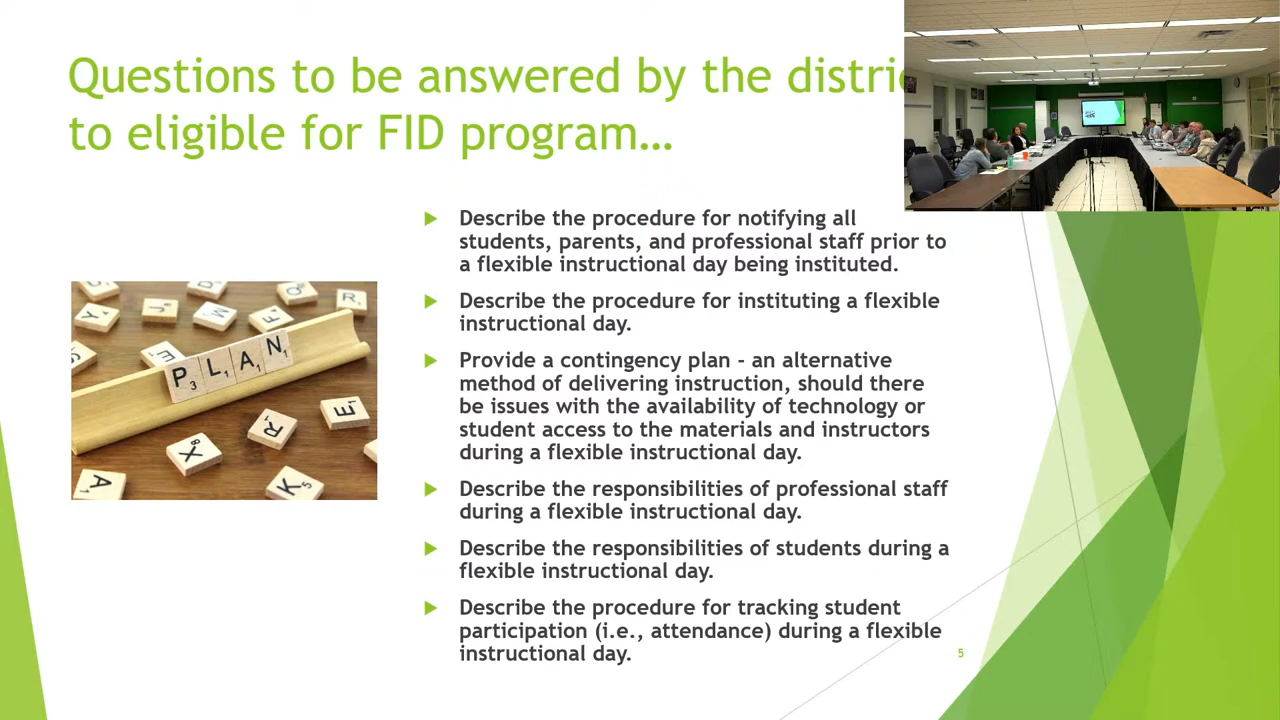 Questions to be answered by the
to eligible for FID program…
Describe the procedure for notifying all
students, parents, and professional staff prior to
a flexible instructional day being instituted.
Describe the procedure for instituting a flexible
instructional day.
Provide a contingency plan - an alternative
method of delivering instruction, should there
be issues with the availability of technology or
student access to the materials and instructors
during a flexible instructional day.
Describe the responsibilities of professional staff
during a flexible instructional day.
Describe the responsibilities of students during a
flexible instructional day.
Describe the procedure for tracking student
participation (i.e., attendance) during a flexible
instructional day.
PLAN
5